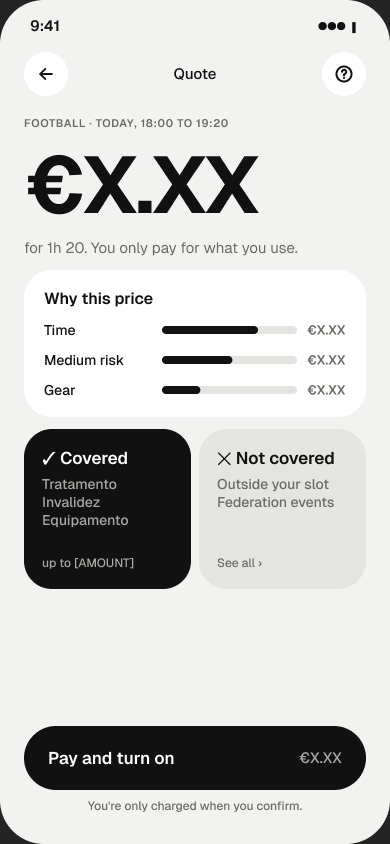 9:41
Quote
FOOTBALL · TODAY, 18:00 TO 19:20
€X.XX
for 1h 20. You only pay for what you use.
Why this price
Time €X.XX
Medium risk €X.XX
Gear €X.XX
✓ Covered
Tratamento
Invalidez
Equipamento
up to [AMOUNT]
✕ Not covered
Outside your slot
Federation events
See all ›
Pay and turn on €X.XX
You're only charged when you confirm.